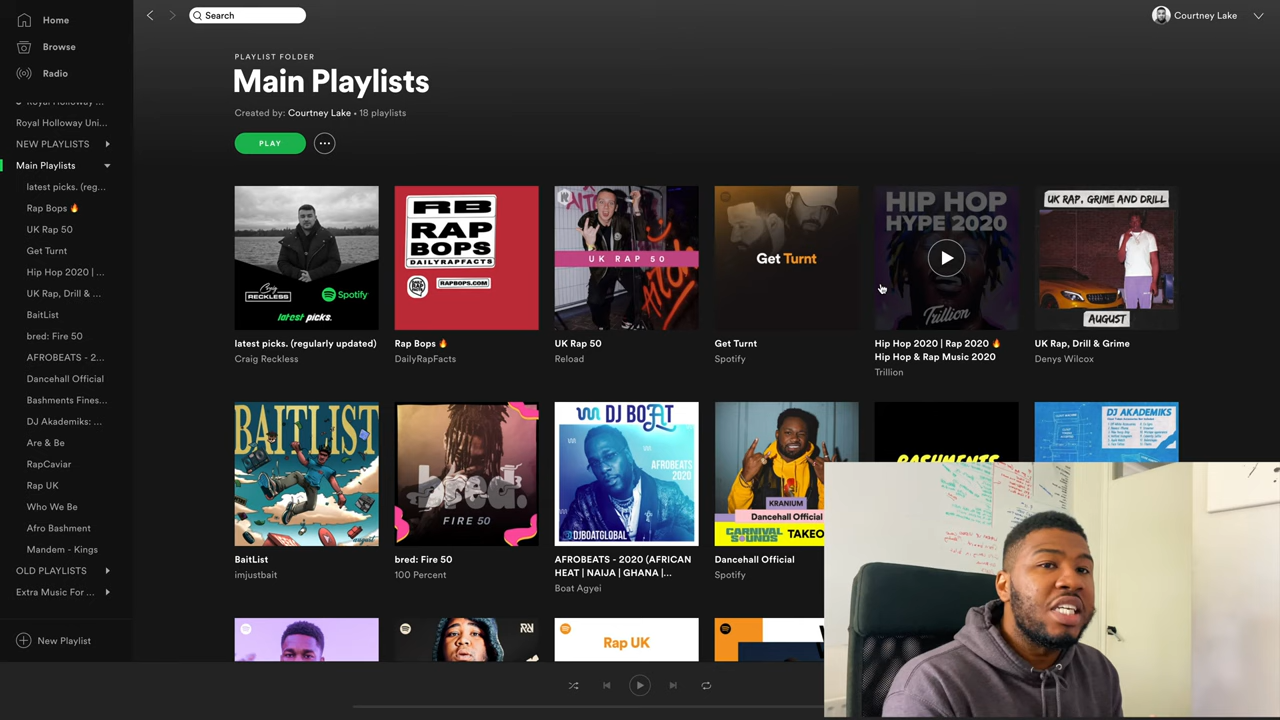 Home
Search
Courtney Lake
Browse
Radio
Royal Holloway ...
Royal Holloway Uni...
NEW PLAYLISTS
Main Playlists
latest picks. (reg...
Rap Bops 🔥
UK Rap 50
Get Turnt
Hip Hop 2020 | ...
UK Rap, Drill & ...
BaitList
bred: Fire 50
AFROBEATS - 2...
Dancehall Official
Bashments Fines...
DJ Akademiks: ...
Are & Be
RapCaviar
Rap UK
Who We Be
Afro Bashment
Mandem - Kings
OLD PLAYLISTS
Extra Music For ...
New Playlist
PLAYLIST FOLDER
Main Playlists
Created by: Courtney Lake • 18 playlists
PLAY
CRAIG RECKLESS
Spotify
latest picks.
RB
RAP
BOPS
DAILYRAPFACTS
RAPBOPS.COM
UK RAP 50
Get Turnt
HIP HOP
HYPE 2020
Trillion
UK RAP, GRIME AND DRILL
AUGUST
latest picks. (regularly updated)
Craig Reckless
Rap Bops 🔥
DailyRapFacts
UK Rap 50
Reload
Get Turnt
Spotify
Hip Hop 2020 | Rap 2020 🔥
Hip Hop & Rap Music 2020
Trillion
UK Rap, Drill & Grime
Denys Wilcox
BAITLIST
august
bred.
FIRE 50
DJ BOAT
AFROBEATS
2020
DJBOATGLOBAL
KRANIUM
Dancehall Official
CARNIVAL
SOUNDS
TAKEO
BASHMENTS
DJ AKADEMIKS
BaitList
imjustbait
bred: Fire 50
100 Percent
AFROBEATS - 2020 (AFRICAN
HEAT | NAIJA | GHANA |...
Boat Agyei
Dancehall Official
Spotify
Rap UK